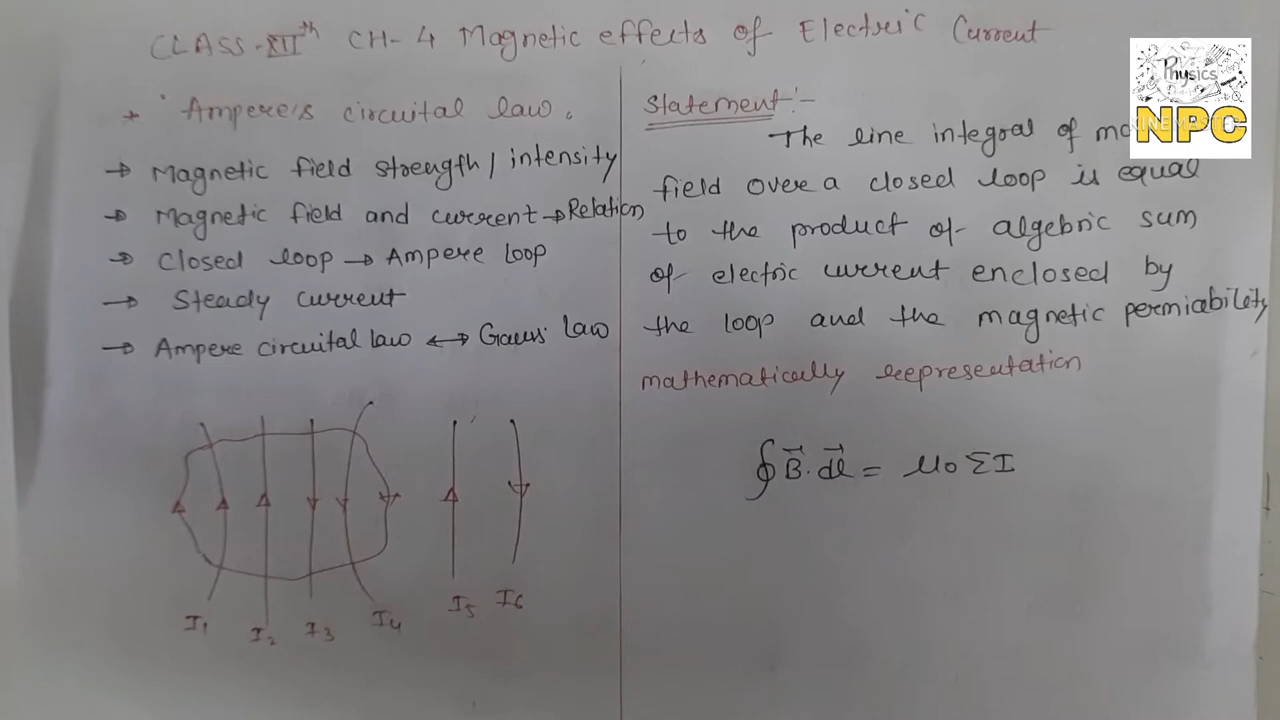 CLASS-XIIth CH-4 Magnetic effects of Electric Current
* Ampere's circuital law.
→ Magnetic field strength / intensity
→ Magnetic field and current → Relation
→ Closed loop → Ampere loop
→ Steady current
→ Ampere circuital law ↔ Gauss law
I1 I2 I3 I4 I5 I6
Statement:-
The line integral of
field over a closed loop is equal
to the product of algebric sum
of electric current enclosed by
the loop and the magnetic permiability
mathematically representation
∮B⃗.dl⃗ = μ0 ΣI
Physics
NPC